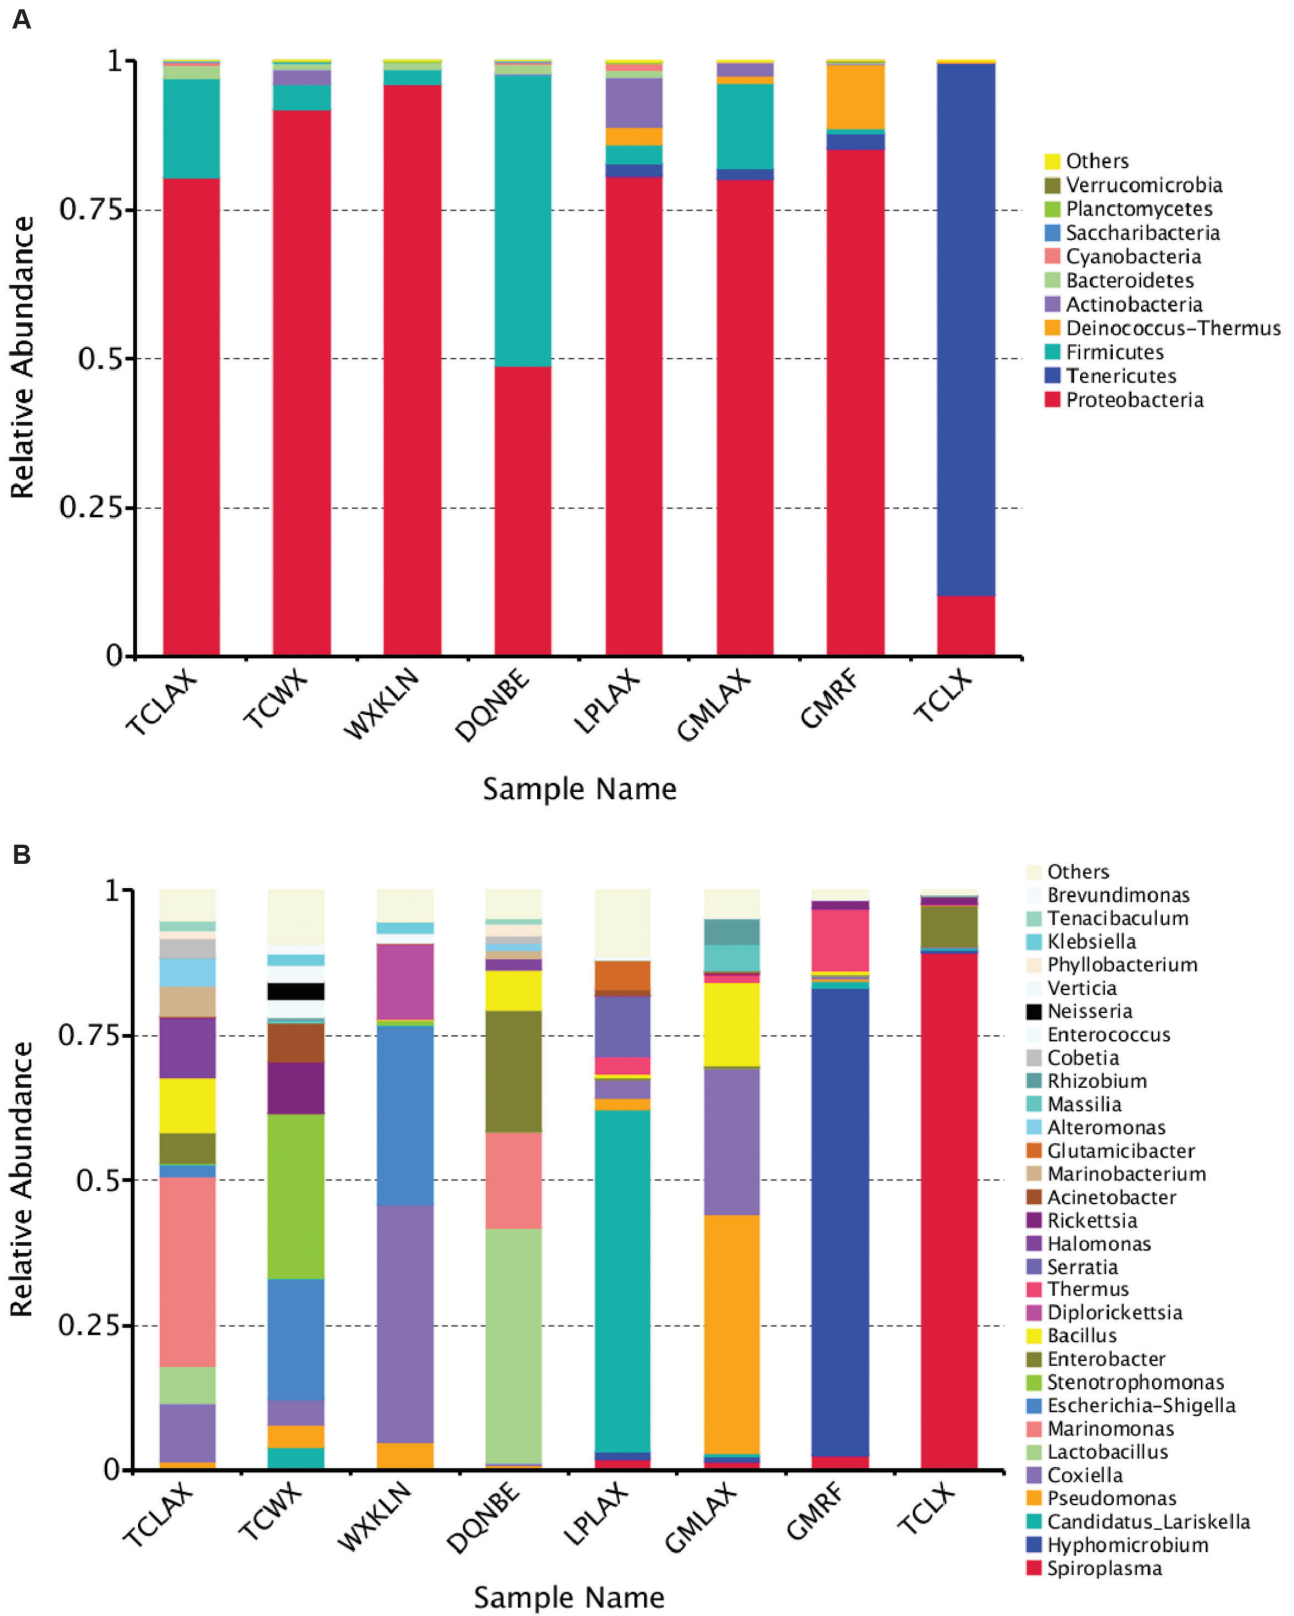 A
1
0.75
0.5
0.25
0
Relative Abundance
TCLAX
TCWX
WXKLN
DQNBE
LPLAX
GMLAX
GMRF
TCLX
Sample Name
Others
Verrucomicrobia
Planctomycetes
Saccharibacteria
Cyanobacteria
Bacteroidetes
Actinobacteria
Deinococcus-Thermus
Firmicutes
Tenericutes
Proteobacteria
B
1
0.75
0.5
0.25
0
Relative Abundance
TCLAX
TCWX
WXKLN
DQNBE
LPLAX
GMLAX
GMRF
TCLX
Sample Name
Others
Brevundimonas
Tenacibaculum
Klebsiella
Phyllobacterium
Verticia
Neisseria
Enterococcus
Cobetia
Rhizobium
Massilia
Alteromonas
Glutamicibacter
Marinobacterium
Acinetobacter
Rickettsia
Halomonas
Serratia
Thermus
Diplorickettsia
Bacillus
Enterobacter
Stenotrophomonas
Escherichia-Shigella
Marinomonas
Lactobacillus
Coxiella
Pseudomonas
Candidatus_Lariskella
Hyphomicrobium
Spiroplasma